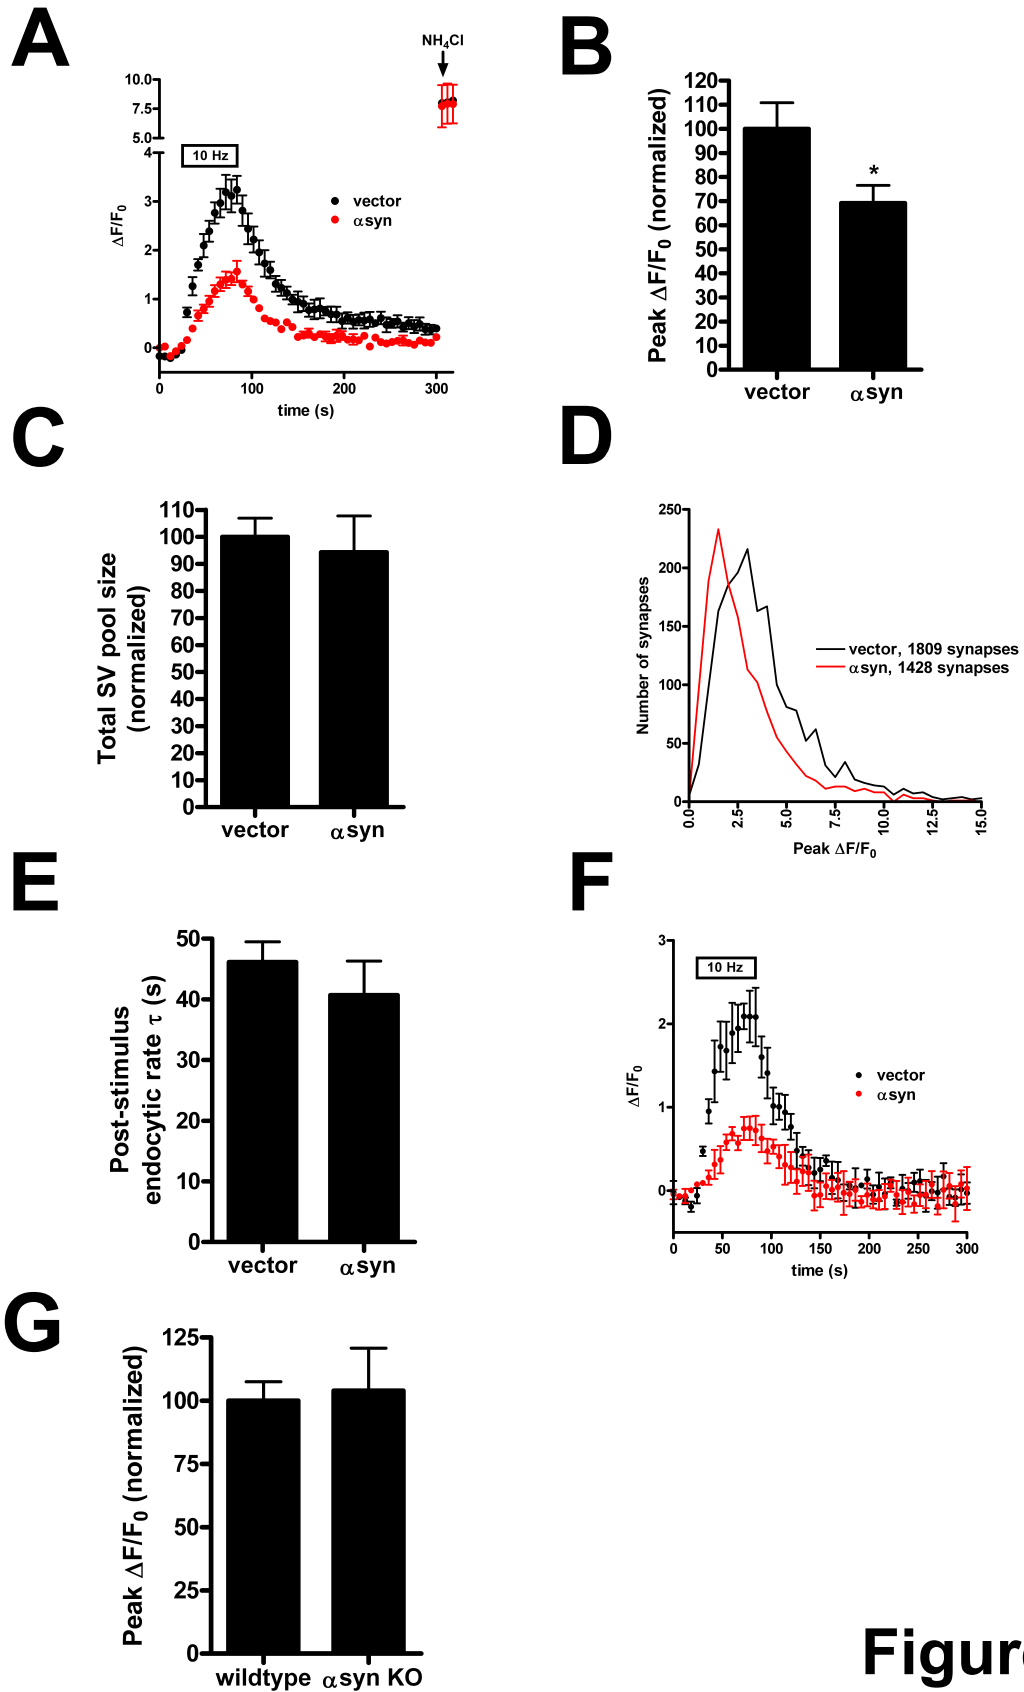 A
NH4Cl
10.0
7.5
5.0
4
3
2
1
0
ΔF/F0
10 Hz
vector
αsyn
0 100 200 300
time (s)
B
120
110
100
90
80
70
60
50
40
30
20
10
0
Peak ΔF/F0 (normalized)
*
vector αsyn
C
110
100
90
80
70
60
50
40
30
20
10
0
Total SV pool size
(normalized)
vector αsyn
D
250
200
150
100
50
0
Number of synapses
vector, 1809 synapses
αsyn, 1428 synapses
0.0 2.5 5.0 7.5 10.0 12.5 15.0
Peak ΔF/F0
E
50
40
30
20
10
0
Post-stimulus
endocytic rate τ (s)
vector αsyn
F
3
2
1
0
ΔF/F0
10 Hz
vector
αsyn
0 50 100 150 200 250 300
time (s)
G
125
100
75
50
25
0
Peak ΔF/F0 (normalized)
wildtype αsyn KO
Figure